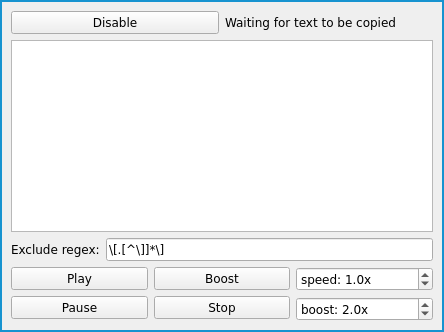 Disable Waiting for text to be copied
Exclude regex: \[.[^\]]*\]
Play Boost speed: 1.0x
Pause Stop boost: 2.0x